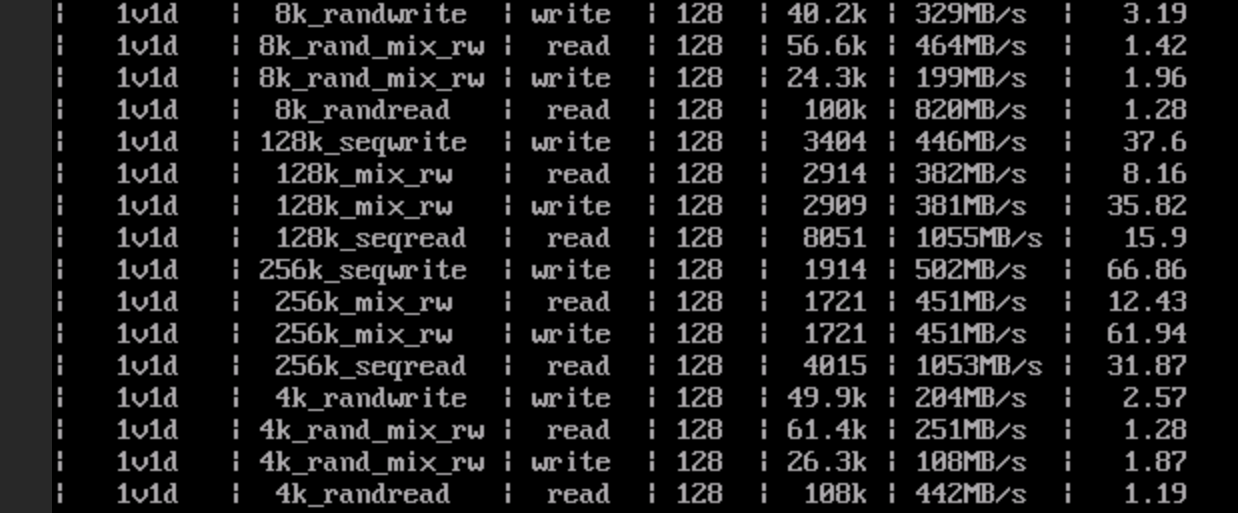 ¦ 1v1d ¦ 8k_randwrite ¦ write ¦ 128 ¦ 40.2k ¦ 329MB/s ¦ 3.19
¦ 1v1d ¦ 8k_rand_mix_rw ¦ read ¦ 128 ¦ 56.6k ¦ 464MB/s ¦ 1.42
¦ 1v1d ¦ 8k_rand_mix_rw ¦ write ¦ 128 ¦ 24.3k ¦ 199MB/s ¦ 1.96
¦ 1v1d ¦ 8k_randread ¦ read ¦ 128 ¦ 100k ¦ 820MB/s ¦ 1.28
¦ 1v1d ¦ 128k_seqwrite ¦ write ¦ 128 ¦ 3404 ¦ 446MB/s ¦ 37.6
¦ 1v1d ¦ 128k_mix_rw ¦ read ¦ 128 ¦ 2914 ¦ 382MB/s ¦ 8.16
¦ 1v1d ¦ 128k_mix_rw ¦ write ¦ 128 ¦ 2909 ¦ 381MB/s ¦ 35.82
¦ 1v1d ¦ 128k_seqread ¦ read ¦ 128 ¦ 8051 ¦ 1055MB/s ¦ 15.9
¦ 1v1d ¦ 256k_seqwrite ¦ write ¦ 128 ¦ 1914 ¦ 502MB/s ¦ 66.86
¦ 1v1d ¦ 256k_mix_rw ¦ read ¦ 128 ¦ 1721 ¦ 451MB/s ¦ 12.43
¦ 1v1d ¦ 256k_mix_rw ¦ write ¦ 128 ¦ 1721 ¦ 451MB/s ¦ 61.94
¦ 1v1d ¦ 256k_seqread ¦ read ¦ 128 ¦ 4015 ¦ 1053MB/s ¦ 31.87
¦ 1v1d ¦ 4k_randwrite ¦ write ¦ 128 ¦ 49.9k ¦ 204MB/s ¦ 2.57
¦ 1v1d ¦ 4k_rand_mix_rw ¦ read ¦ 128 ¦ 61.4k ¦ 251MB/s ¦ 1.28
¦ 1v1d ¦ 4k_rand_mix_rw ¦ write ¦ 128 ¦ 26.3k ¦ 108MB/s ¦ 1.87
¦ 1v1d ¦ 4k_randread ¦ read ¦ 128 ¦ 108k ¦ 442MB/s ¦ 1.19